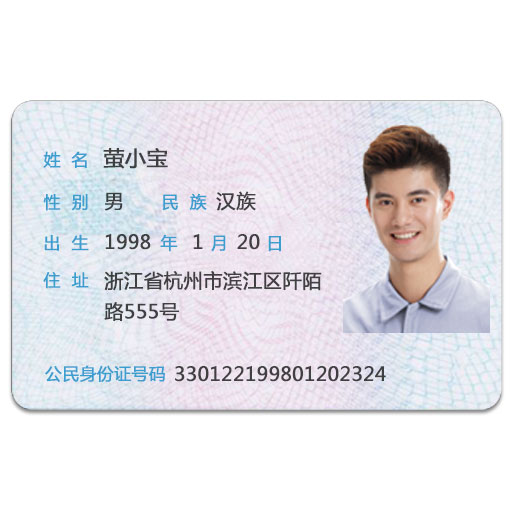 姓名 萤小宝
性别 男 民族 汉族
出生 1998 年 1 月 20 日
住址 浙江省杭州市滨江区阡陌
路555号
公民身份证号码 330122199801202324